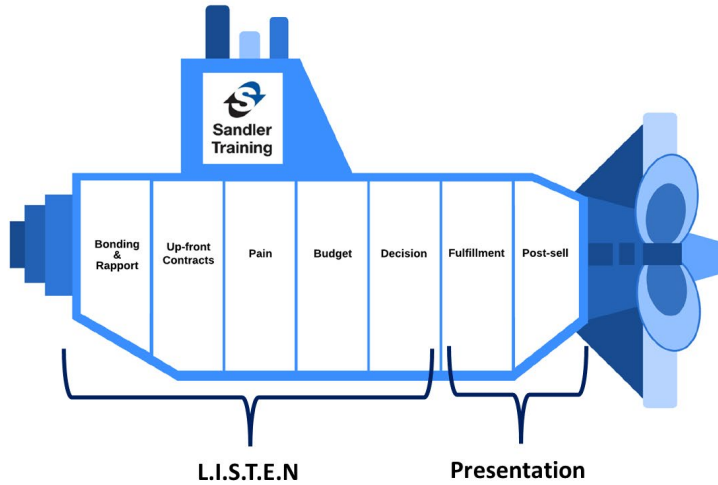 S
Sandler
Training
Bonding
&
Rapport
Up-front
Contracts
Pain
Budget
Decision
Fulfillment
Post-sell
L.I.S.T.E.N
Presentation